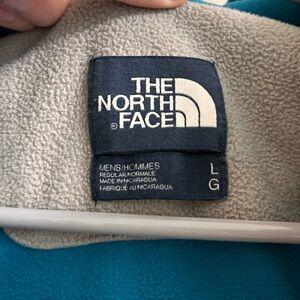 THE
NORTH
FACE
®
MENS/HOMMES
REGULAR/NORMALE
MADE IN NICARAGUA
FABRIQUÉ AU NICARAGUA
L
G